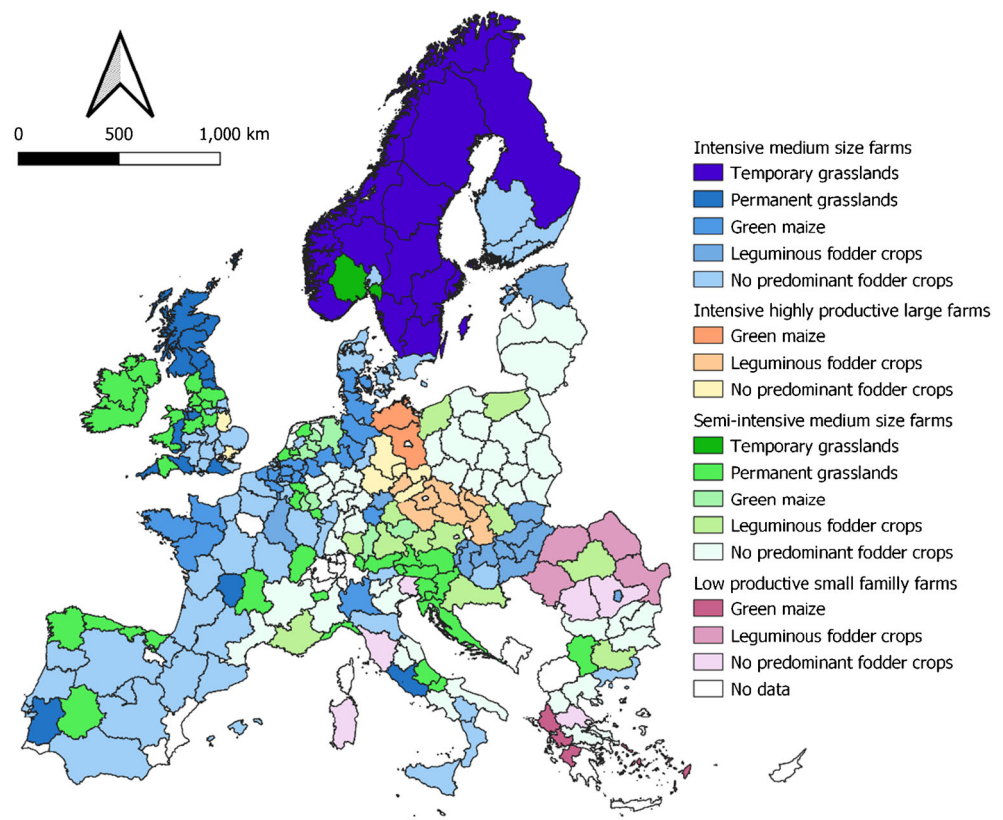 0 500 1,000 km
Intensive medium size farms
Temporary grasslands
Permanent grasslands
Green maize
Leguminous fodder crops
No predominant fodder crops
Intensive highly productive large farms
Green maize
Leguminous fodder crops
No predominant fodder crops
Semi-intensive medium size farms
Temporary grasslands
Permanent grasslands
Green maize
Leguminous fodder crops
No predominant fodder crops
Low productive small familly farms
Green maize
Leguminous fodder crops
No predominant fodder crops
No data